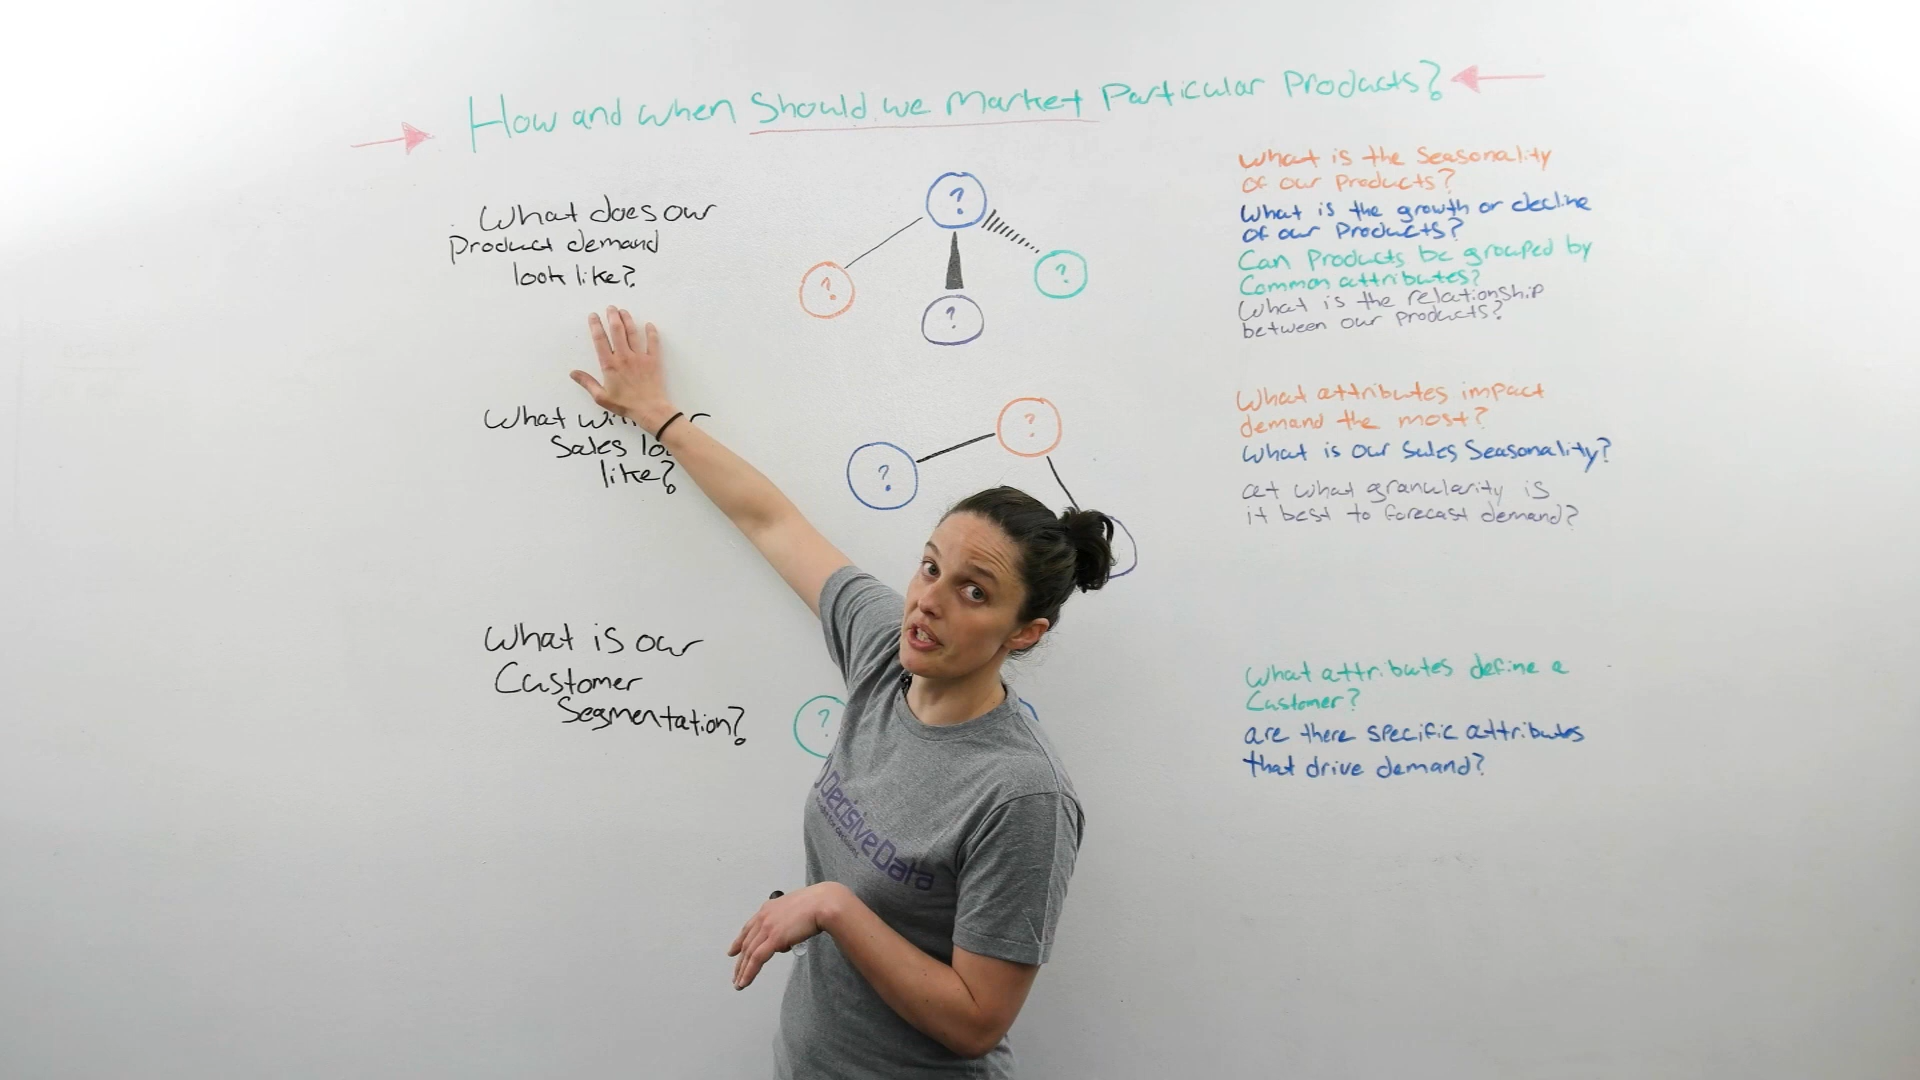 How and when Should we Market Particular Products?
What does our
Product demand
look like?
?
?
?
?
What is the Seasonality
of our Products?
What is the growth or decline
of our Products?
Can Products be grouped by
Common attributes?
What is the relationship
between our products?
What
Sales
like?
?
?
What attributes impact
demand the most?
What is our Sales Seasonality?
at what granularity is
it best to forecast demand?
What is our
Customer
Segmentation?
?
What attributes define a
Customer?
are there specific attributes
that drive demand?
DecisiveData